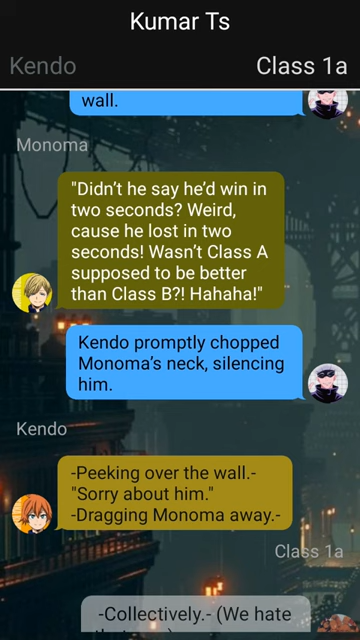 Kumar Ts
Kendo
Class 1a
wall.
Monoma
"Didn’t he say he’d win in
two seconds? Weird,
cause he lost in two
seconds! Wasn’t Class A
supposed to be better
than Class B?! Hahaha!"
Kendo promptly chopped
Monoma’s neck, silencing
him.
Kendo
-Peeking over the wall.-
"Sorry about him."
-Dragging Monoma away.-
Class 1a
-Collectively.- (We hate